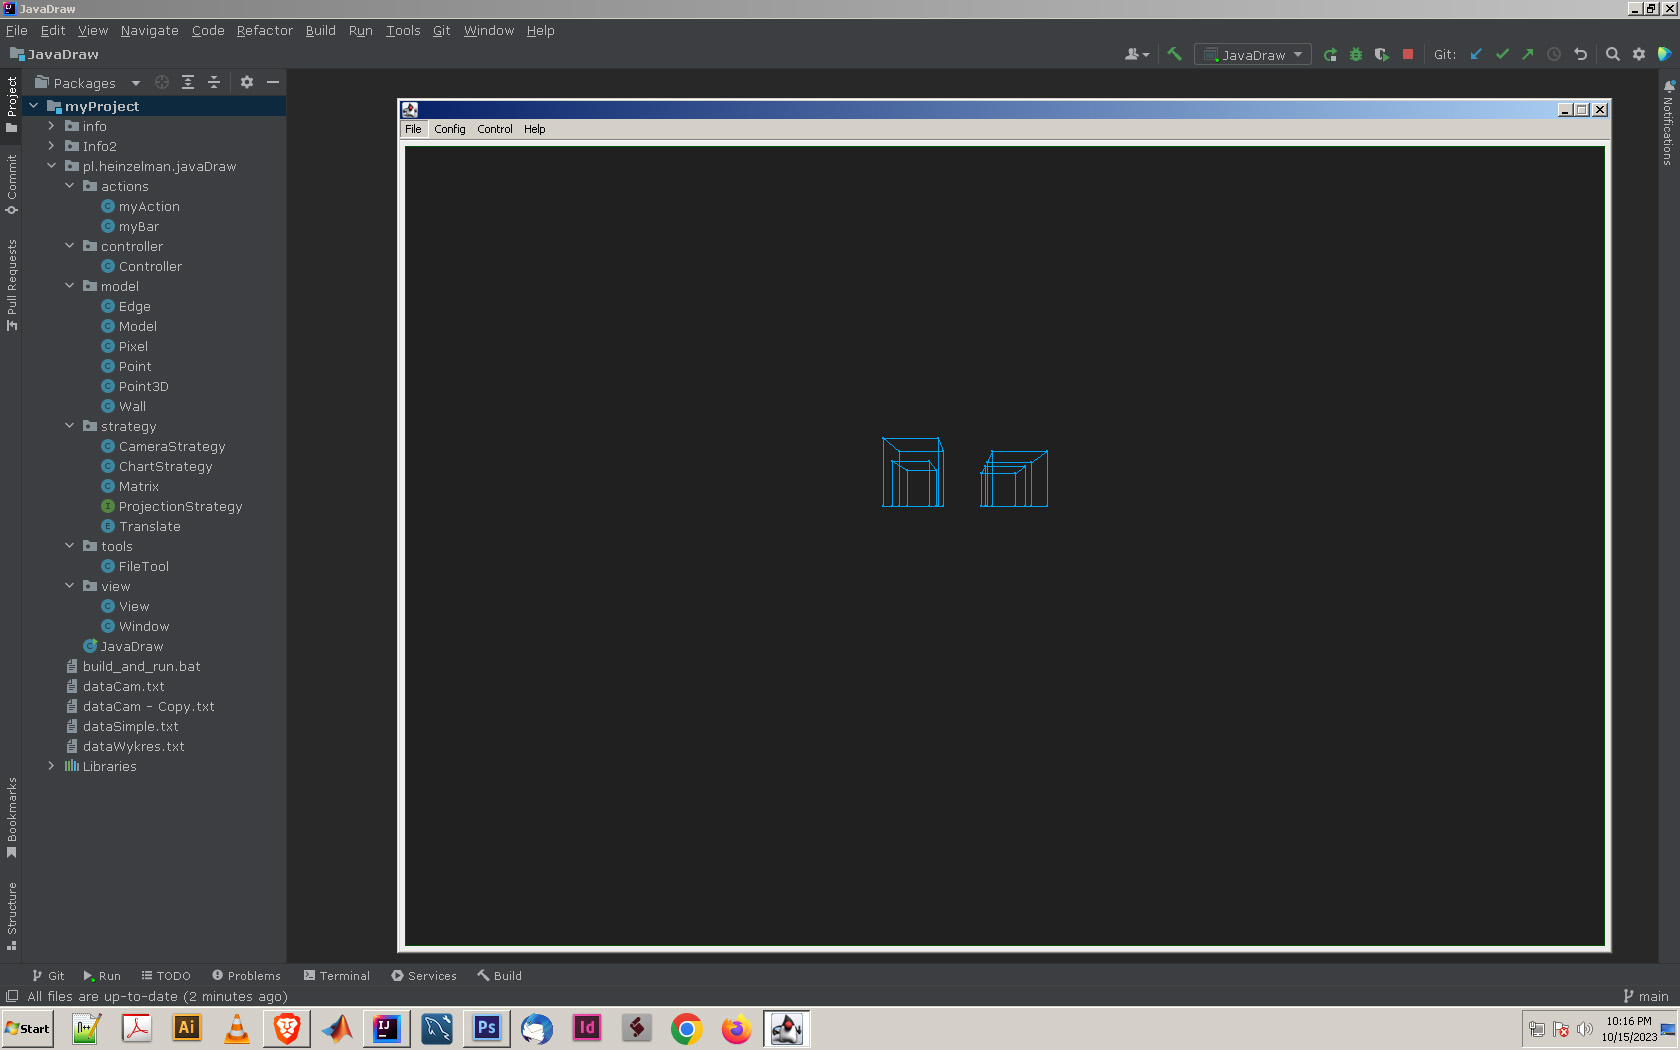 JavaDraw
File Edit View Navigate Code Refactor Build Run Tools Git Window Help
JavaDraw
JavaDraw Git:
Project
Commit
Pull Requests
Bookmarks
Structure
Packages
myProject
info
Info2
pl.heinzelman.javaDraw
actions
myAction
myBar
controller
Controller
model
Edge
Model
Pixel
Point
Point3D
Wall
strategy
CameraStrategy
ChartStrategy
Matrix
ProjectionStrategy
Translate
tools
FileTool
view
View
Window
JavaDraw
build_and_run.bat
dataCam.txt
dataCam - Copy.txt
dataSimple.txt
dataWykres.txt
Libraries
File Config Control Help
Notifications
Git Run TODO Problems Terminal Services Build
All files are up-to-date (2 minutes ago)
main
Start
N++
Ai
IJ
Ps
Id
10:16 PM
10/15/2023